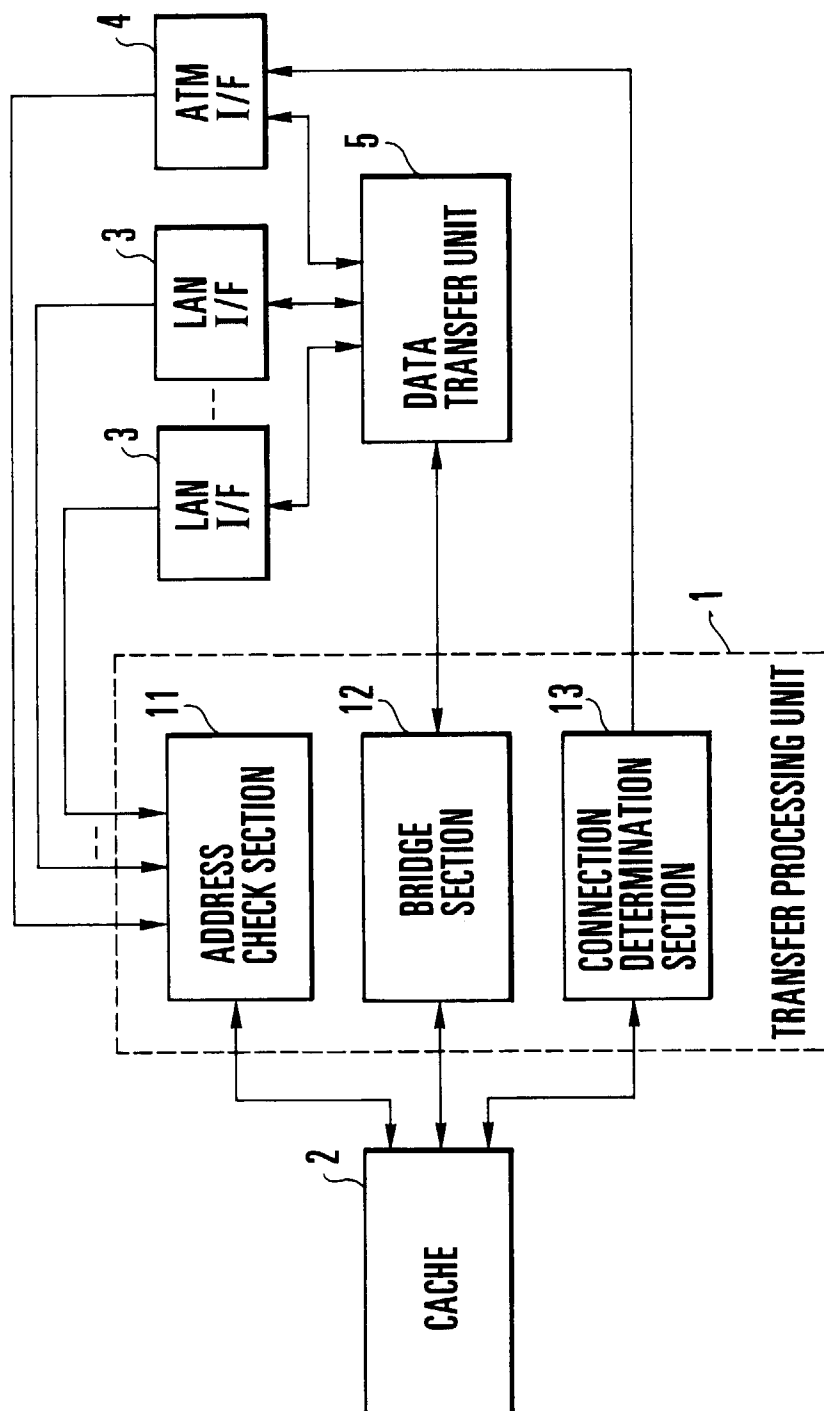 2
CACHE
1
TRANSFER PROCESSING UNIT
11
ADDRESS
CHECK SECTION
12
BRIDGE
SECTION
13
CONNECTION
DETERMINATION
SECTION
3
LAN
I/F
3
LAN
I/F
4
ATM
I/F
5
DATA
TRANSFER UNIT